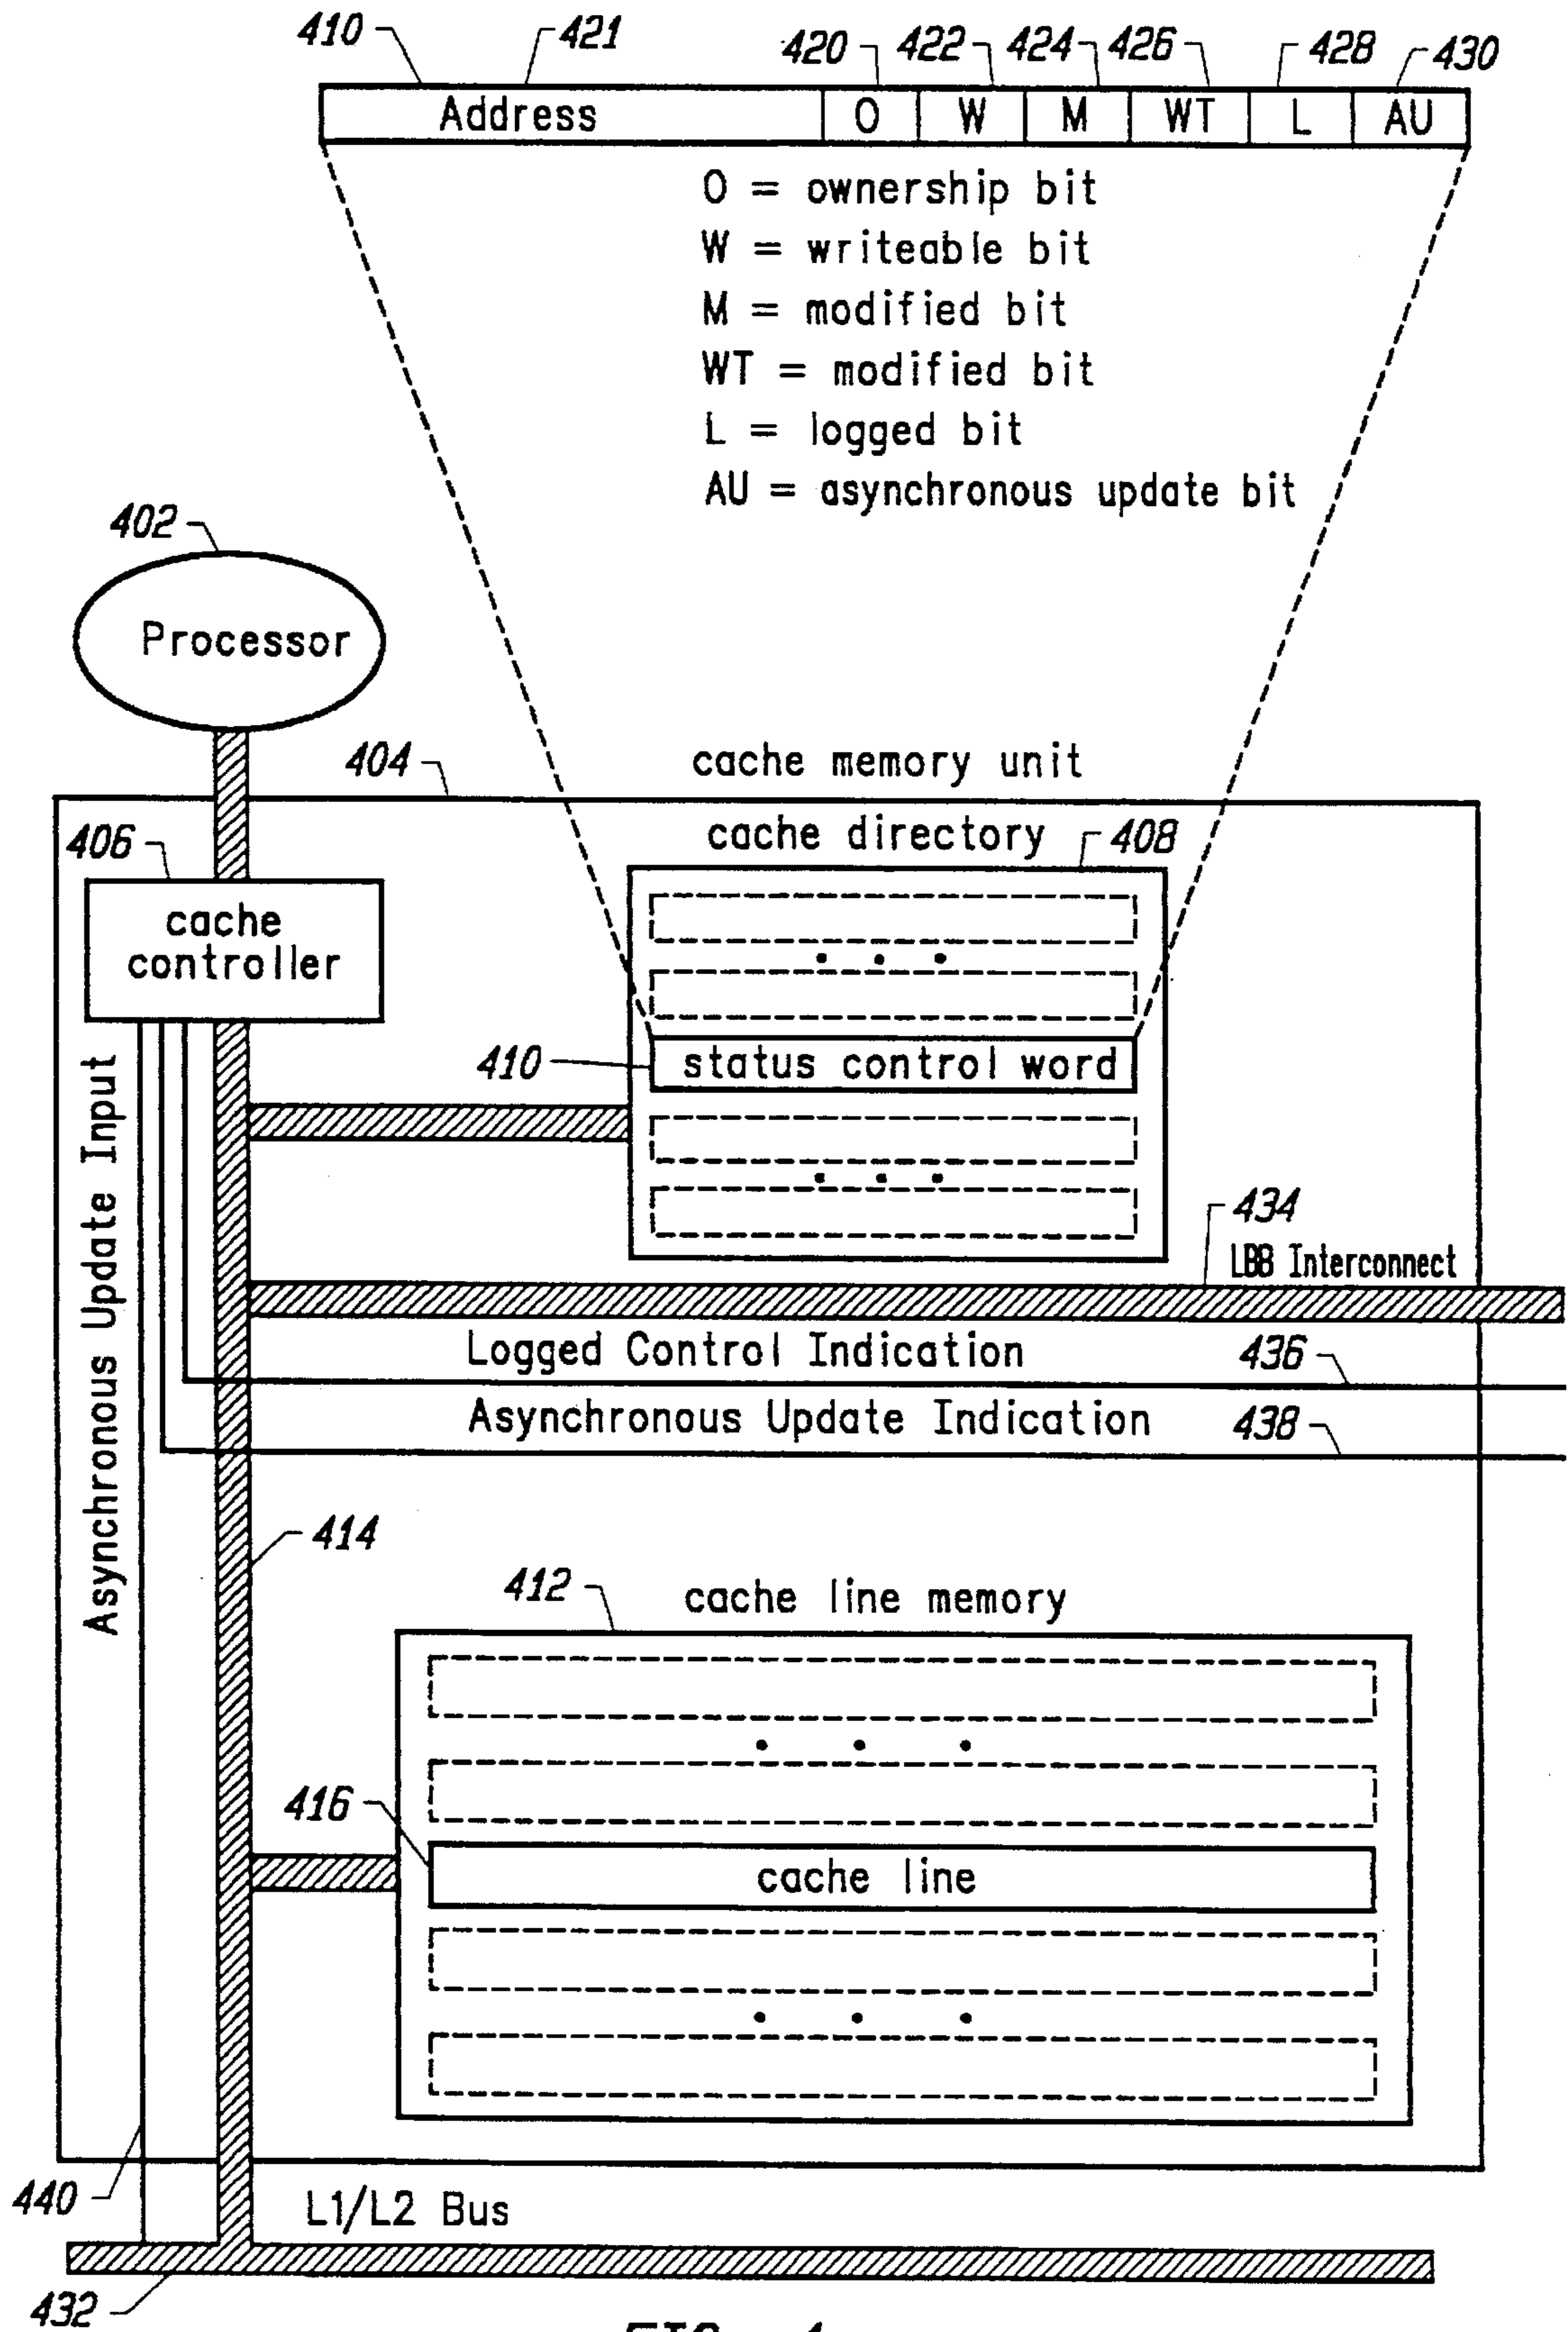 410 421 420 422 424 426 428 430
Address O W M WT L AU
O = ownership bit
W = writeable bit
M = modified bit
WT = modified bit
L = logged bit
AU = asynchronous update bit
402
Processor
404 cache memory unit
406 cache directory 408
cache
controller
410 status control word
Asynchronous Update Input
434
LBB Interconnect
Logged Control Indication 436
Asynchronous Update Indication 438
414
412 cache line memory
416
cache line
440
L1/L2 Bus
432